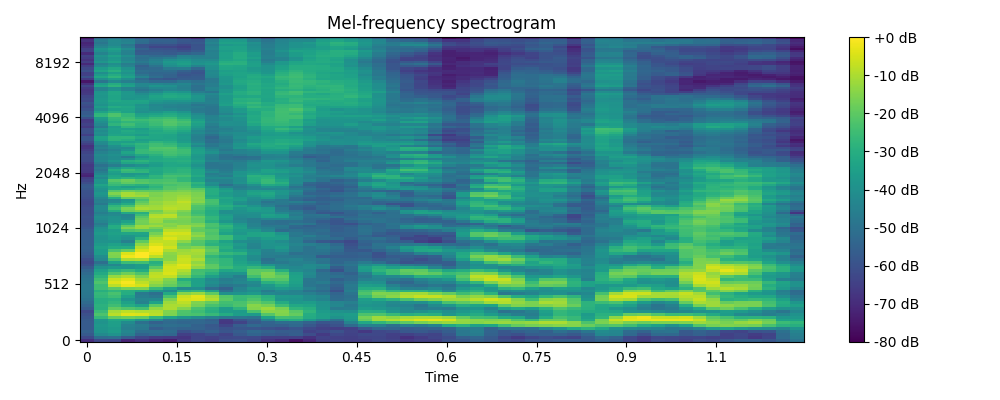 Mel-frequency spectrogram
Hz
8192
4096
2048
1024
512
0
0 0.15 0.3 0.45 0.6 0.75 0.9 1.1
Time
+0 dB
-10 dB
-20 dB
-30 dB
-40 dB
-50 dB
-60 dB
-70 dB
-80 dB